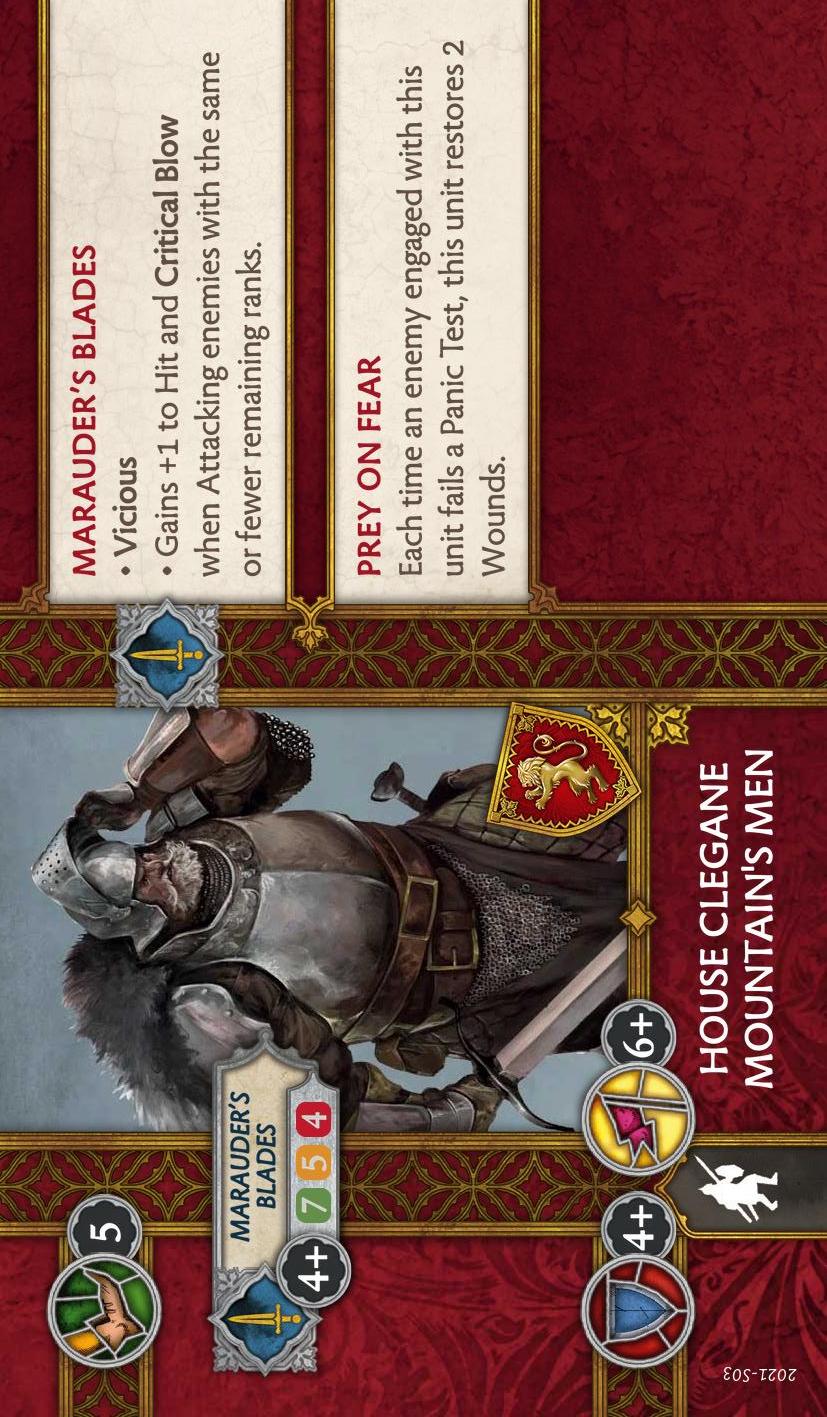 5
MARAUDER'S
BLADES
4+
7 5 4
4+
6+
HOUSE CLEGANE
MOUNTAIN'S MEN
2021-S03
MARAUDER'S BLADES
• Vicious
• Gains +1 to Hit and Critical Blow
when Attacking enemies with the same
or fewer remaining ranks.
PREY ON FEAR
Each time an enemy engaged with this
unit fails a Panic Test, this unit restores 2
Wounds.